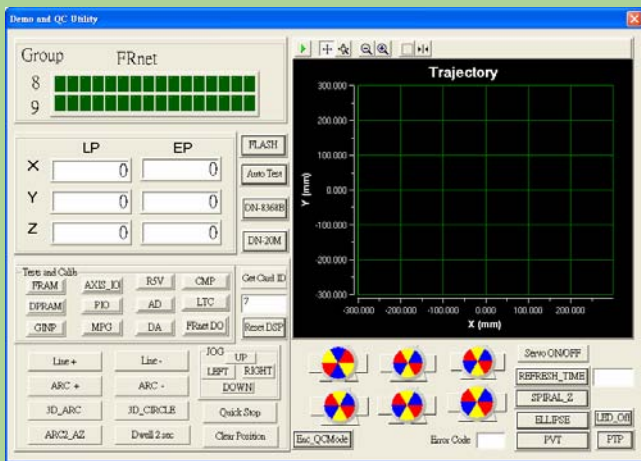 Demo and QC Utility
Group FRnet
8
9
LP EP
X 0 0
Y 0 0
Z 0 0
FLASH
Auto Test
DN-8368B
DN-20M
Tests and Calib
FRAM AXIS_IO R5V CMP
DPRAM PIO AD LTC
GINP MPG DA FRnet DO
Get Card ID
7
Reset DSP
Line + Line -
ARC + ARC -
3D_ARC 3D_CIRCLE
ARC2_AZ Dwell 2 sec
JOG
UP
LEFT RIGHT
DOWN
Quick Stop
Clear Position
Trajectory
Y (mm)
300.000
200.000
100.000
0.000
-100.000
-200.000
-300.000
-300.000 -200.000 -100.000 0.000 100.000 200.000
X (mm)
Servo ON/OFF
REFRESH_TIME
SPIRAL_Z
ELLIPSE LED_Off
PVT PTP
Enc_QCMode Error Code